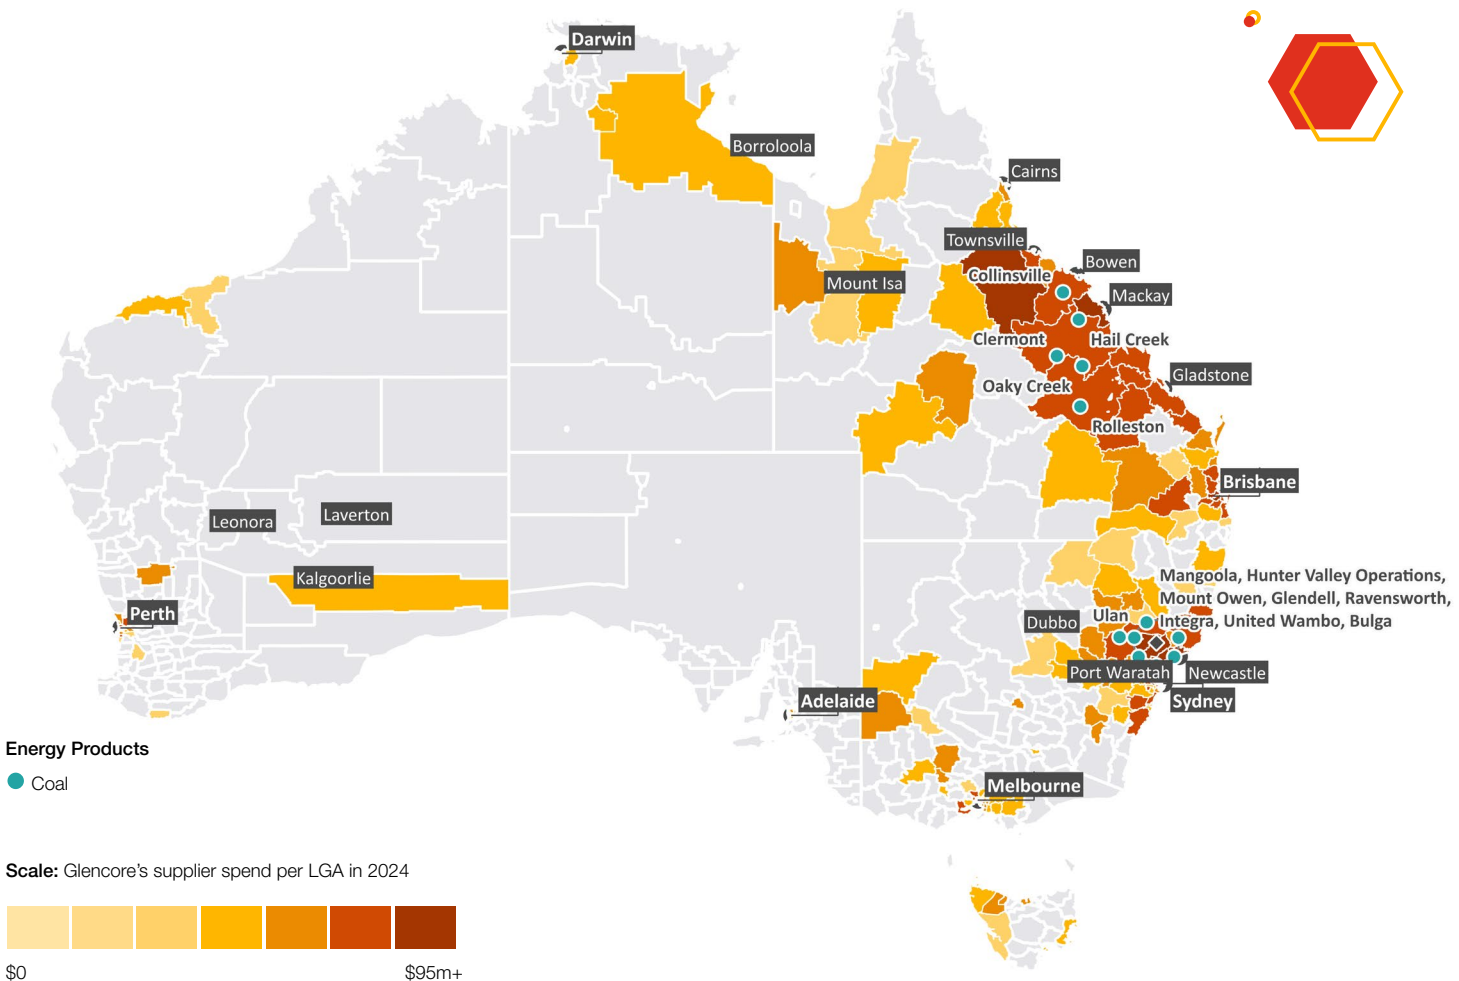 Darwin
Borroloola
Cairns
Townsville
Bowen
Collinsville
Mount Isa
Mackay
Clermont
Hail Creek
Gladstone
Oaky Creek
Rolleston
Brisbane
Leonora
Laverton
Kalgoorlie
Mangoola, Hunter Valley Operations,
Mount Owen, Glendell, Ravensworth,
Integra, United Wambo, Bulga
Perth
Ulan
Dubbo
Port Waratah
Newcastle
Adelaide
Sydney
Energy Products
Coal
Melbourne
Scale: Glencore’s supplier spend per LGA in 2024
$0
$95m+